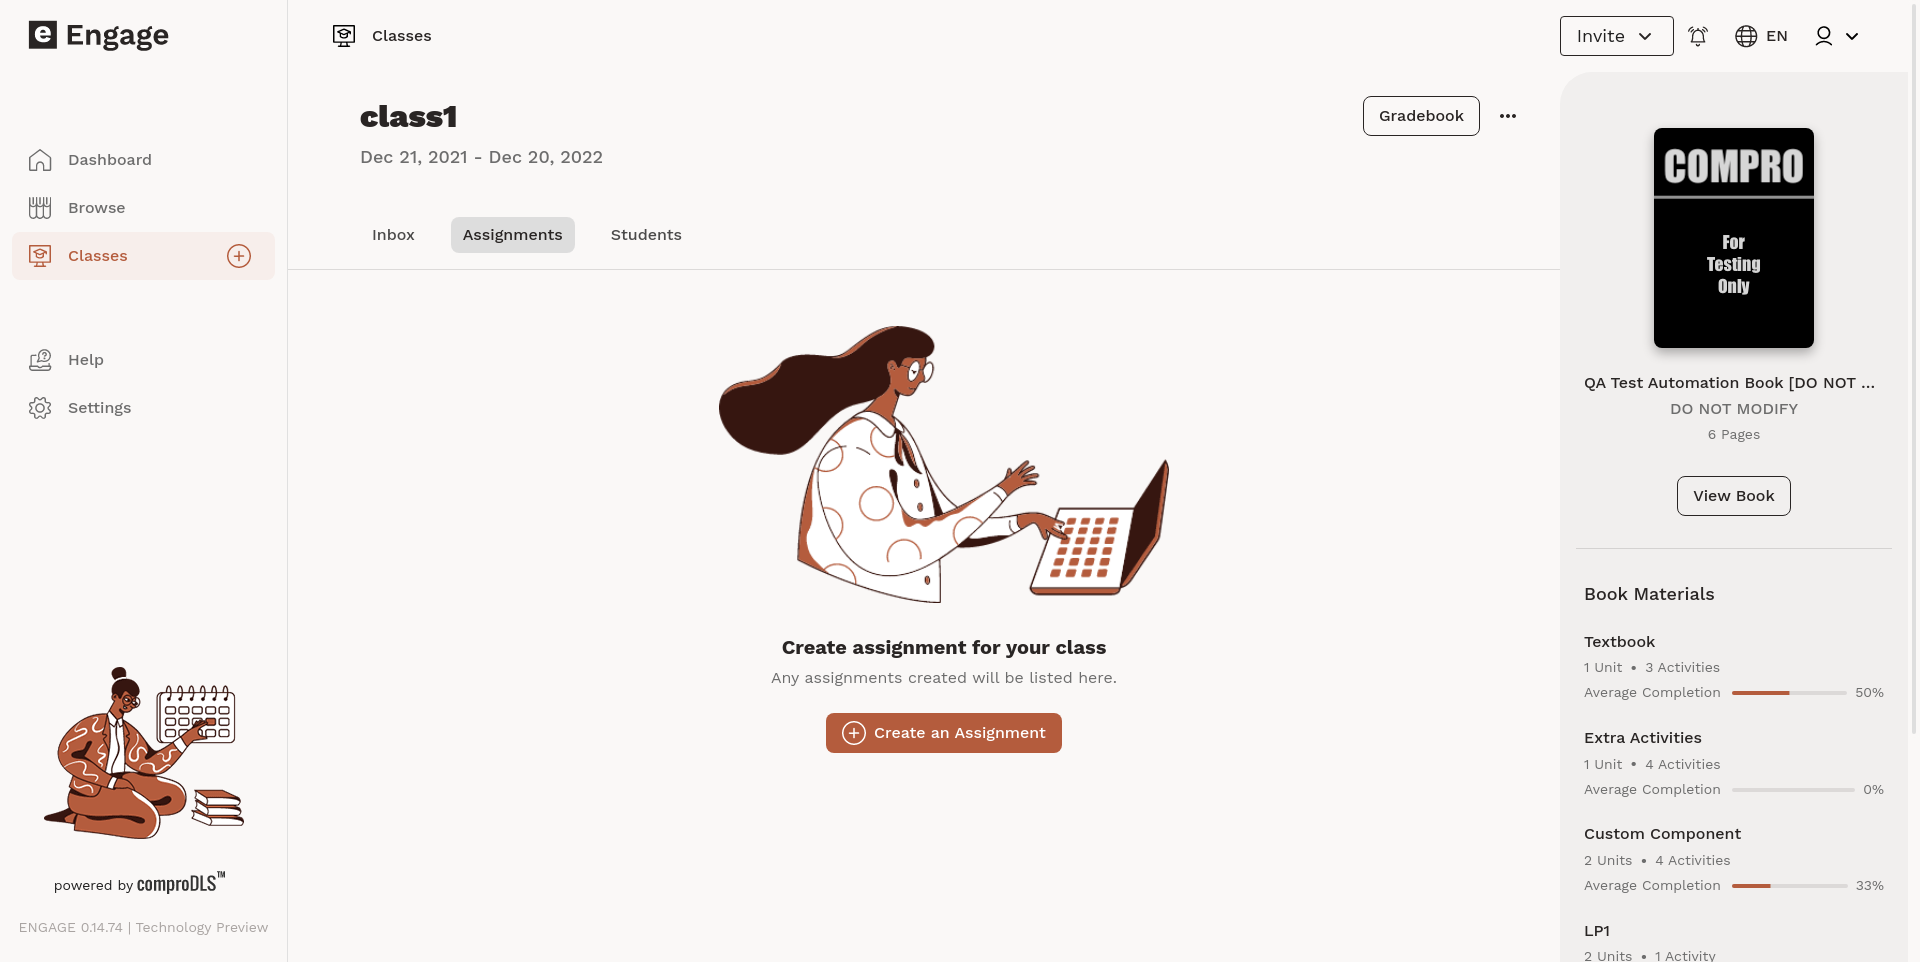 e Engage
Classes
Invite
EN
Dashboard
Browse
Classes
Help
Settings
powered by comproDLS™
ENGAGE 0.14.74 | Technology Preview
class1
Dec 21, 2021 - Dec 20, 2022
Gradebook
Inbox
Assignments
Students
Create assignment for your class
Any assignments created will be listed here.
Create an Assignment
COMPRO
For
Testing
Only
QA Test Automation Book [DO NOT ...
DO NOT MODIFY
6 Pages
View Book
Book Materials
Textbook
1 Unit • 3 Activities
Average Completion 50%
Extra Activities
1 Unit • 4 Activities
Average Completion 0%
Custom Component
2 Units • 4 Activities
Average Completion 33%
LP1
2 Units • 1 Activity